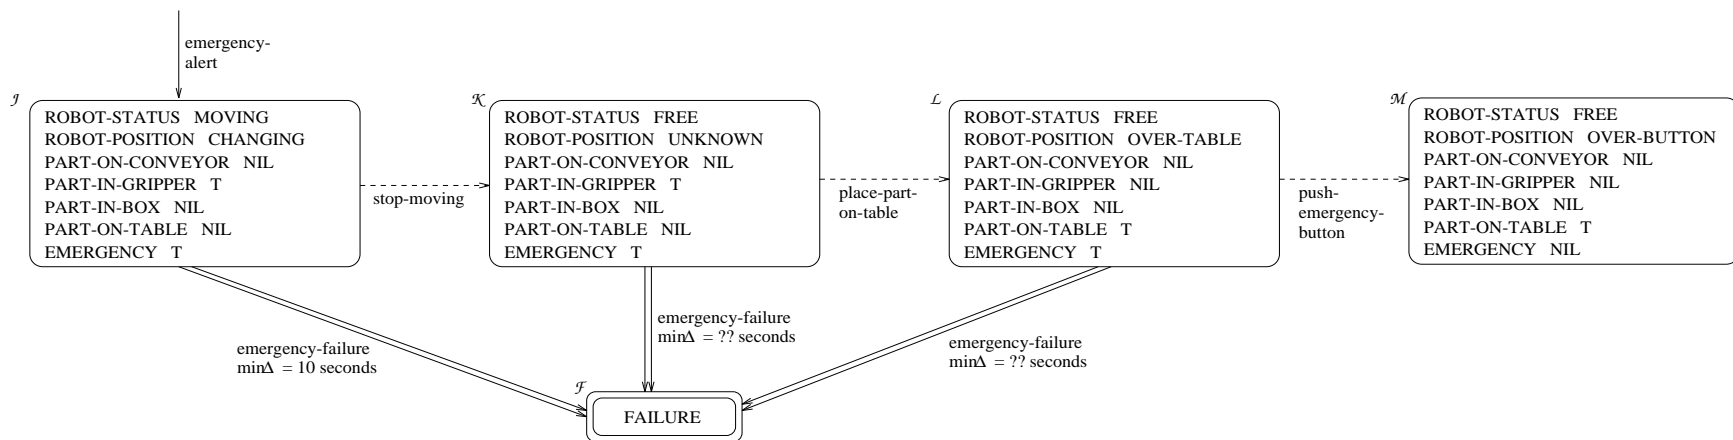 emergency-
alert
𝒥
ROBOT-STATUS MOVING
ROBOT-POSITION CHANGING
PART-ON-CONVEYOR NIL
PART-IN-GRIPPER T
PART-IN-BOX NIL
PART-ON-TABLE NIL
EMERGENCY T
stop-moving
𝒦
ROBOT-STATUS FREE
ROBOT-POSITION UNKNOWN
PART-ON-CONVEYOR NIL
PART-IN-GRIPPER T
PART-IN-BOX NIL
PART-ON-TABLE NIL
EMERGENCY T
place-part-
on-table
ℒ
ROBOT-STATUS FREE
ROBOT-POSITION OVER-TABLE
PART-ON-CONVEYOR NIL
PART-IN-GRIPPER NIL
PART-IN-BOX NIL
PART-ON-TABLE T
EMERGENCY T
push-
emergency-
button
ℳ
ROBOT-STATUS FREE
ROBOT-POSITION OVER-BUTTON
PART-ON-CONVEYOR NIL
PART-IN-GRIPPER NIL
PART-IN-BOX NIL
PART-ON-TABLE T
EMERGENCY NIL
emergency-failure
minΔ = 10 seconds
emergency-failure
minΔ = ?? seconds
emergency-failure
minΔ = ?? seconds
ℱ
FAILURE